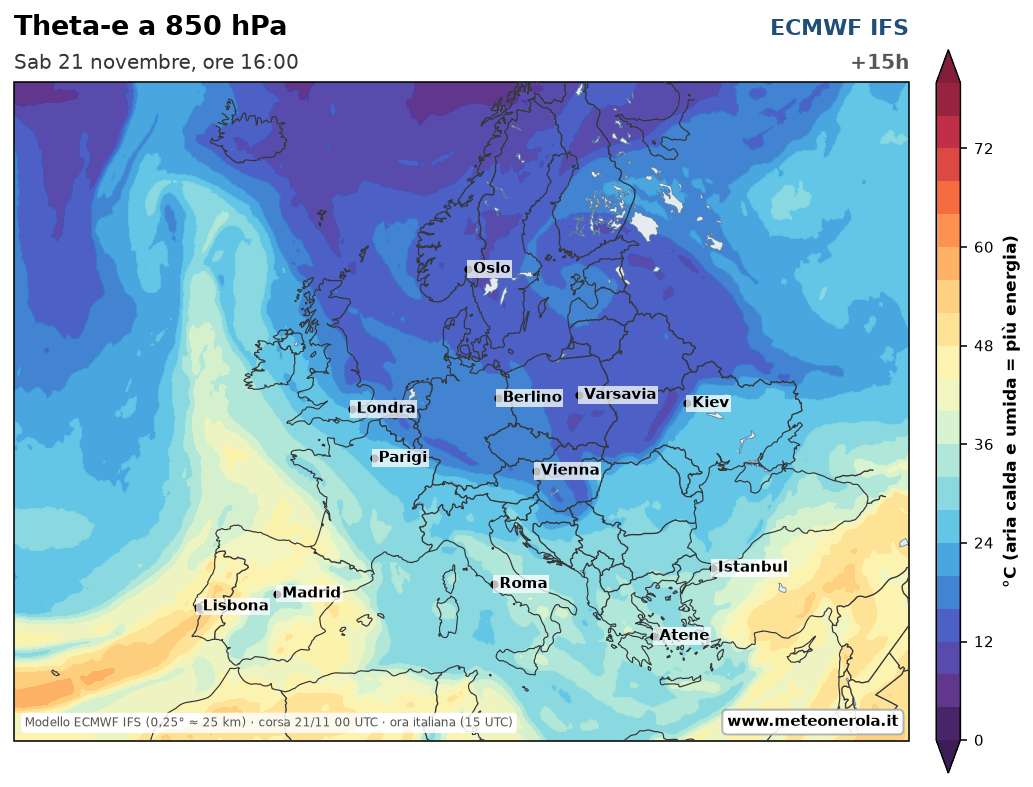 Theta-e a 850 hPa
ECMWF IFS
Sab 21 novembre, ore 16:00
+15h
Oslo
Londra
Berlino
Varsavia
Kiev
Parigi
Vienna
Madrid
Lisbona
Roma
Istanbul
Atene
72
60
48
36
24
12
0
°C (aria calda e umida = più energia)
Modello ECMWF IFS (0,25° ≈ 25 km) · corsa 21/11 00 UTC · ora italiana (15 UTC)
www.meteonerola.it